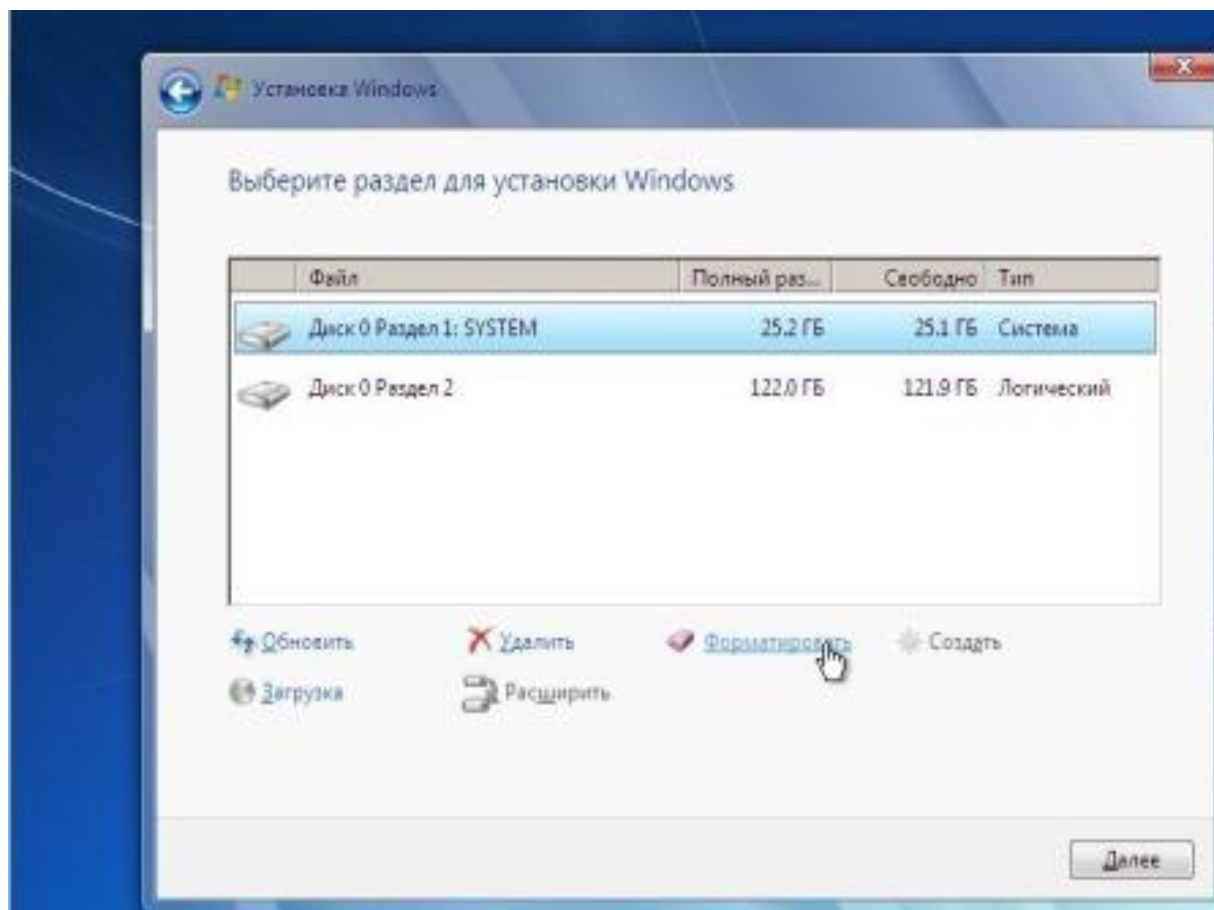 Установка Windows
Выберите раздел для установки Windows
Файл Полный раз... Свободно Тип
Диск 0 Раздел 1: SYSTEM 25.2 ГБ 25.1 ГБ Система
Диск 0 Раздел 2 122.0 ГБ 121.9 ГБ Логический
Обновить Удалить Форматировать Создать
Загрузка Расширить
Далее